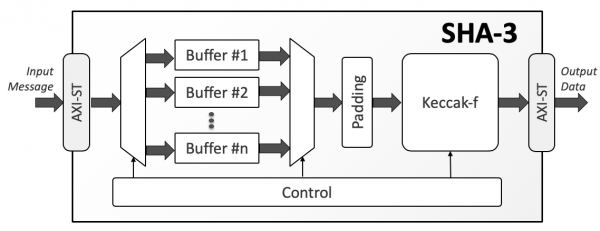 SHA-3
Input
Message
AXI-ST
Buffer #1
Buffer #2
Buffer #n
Padding
Keccak-f
AXI-ST
Output
Data
Control